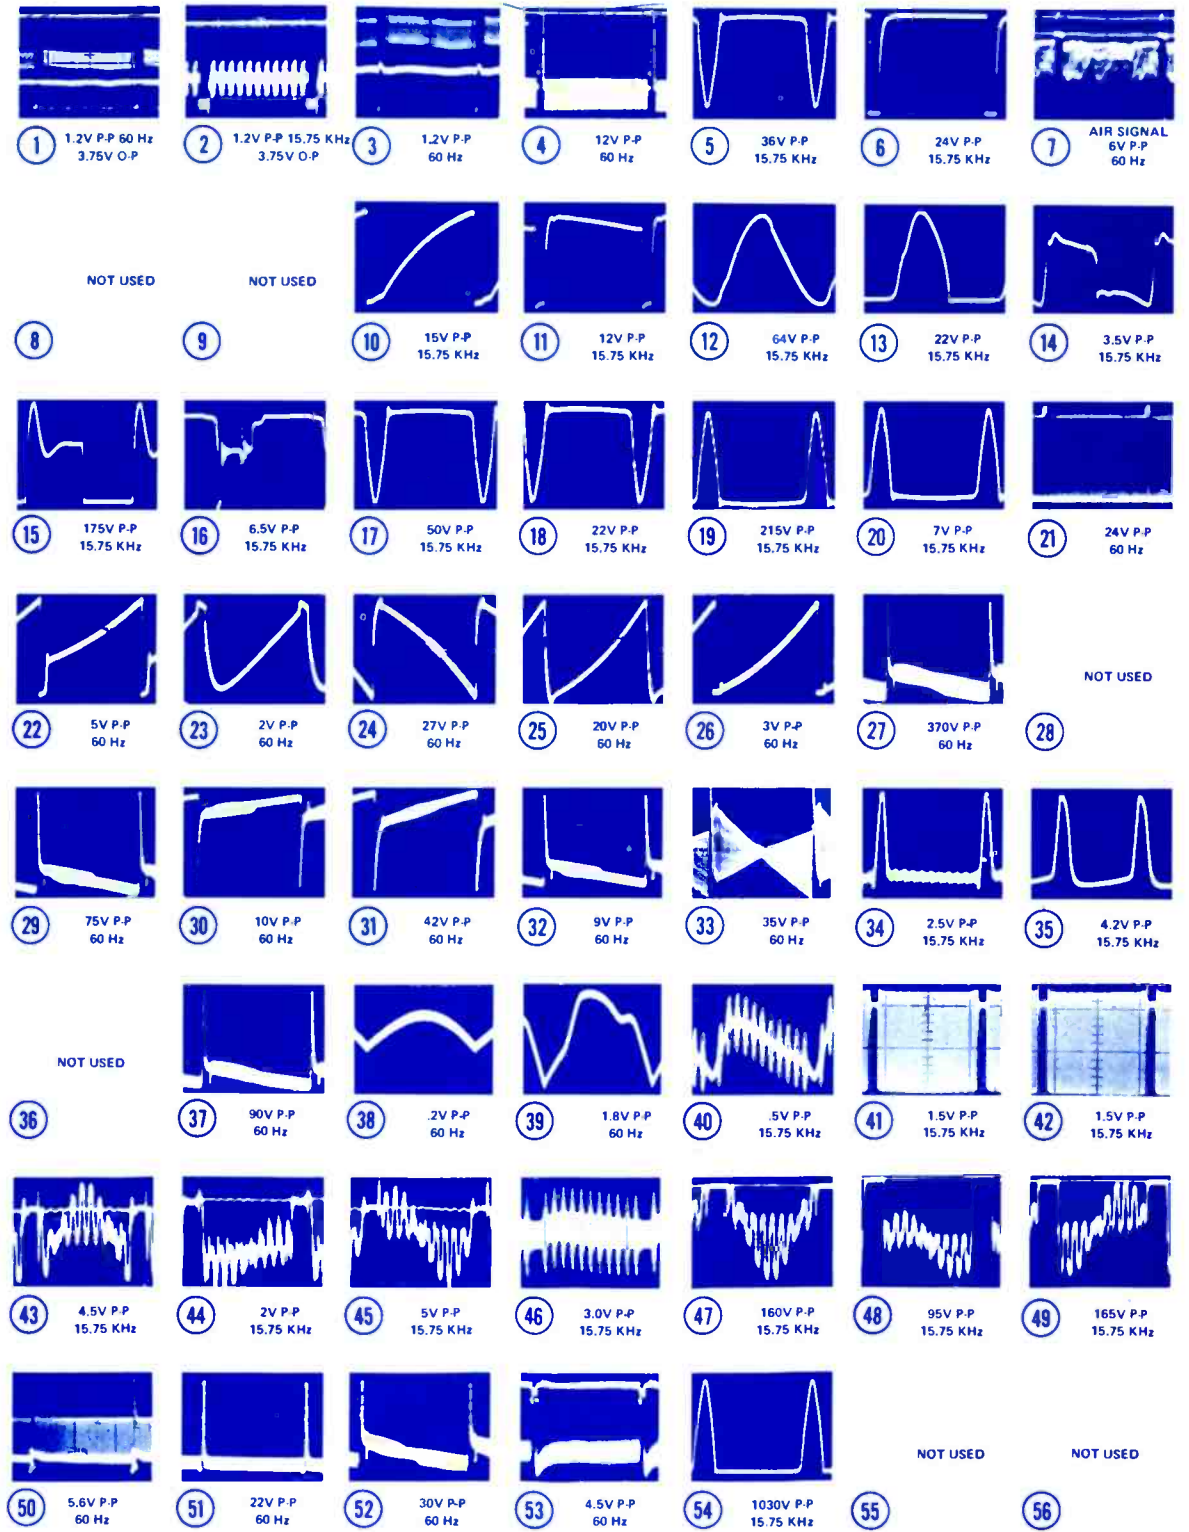 1 1.2V P-P 60 Hz
3.75V O-P
2 1.2V P-P 15.75 KHz
3.75V O-P
3 1.2V P-P
60 Hz
4 12V P-P
60 Hz
5 36V P-P
15.75 KHz
6 24V P-P
15.75 KHz
7 AIR SIGNAL
6V P-P
60 Hz
NOT USED
8
NOT USED
9
10 15V P-P
15.75 KHz
11 12V P-P
15.75 KHz
12 64V P-P
15.75 KHz
13 22V P-P
15.75 KHz
14 3.5V P-P
15.75 KHz
15 175V P-P
15.75 KHz
16 6.5V P-P
15.75 KHz
17 50V P-P
15.75 KHz
18 22V P-P
15.75 KHz
19 215V P-P
15.75 KHz
20 7V P-P
15.75 KHz
21 24V P-P
60 Hz
22 5V P-P
60 Hz
23 2V P-P
60 Hz
24 27V P-P
60 Hz
25 20V P-P
60 Hz
26 3V P-P
60 Hz
27 370V P-P
60 Hz
NOT USED
28
29 75V P-P
60 Hz
30 10V P-P
60 Hz
31 42V P-P
60 Hz
32 9V P-P
60 Hz
33 35V P-P
60 Hz
34 2.5V P-P
15.75 KHz
35 4.2V P-P
15.75 KHz
NOT USED
36
37 90V P-P
60 Hz
38 .2V P-P
60 Hz
39 1.8V P-P
60 Hz
40 .5V P-P
15.75 KHz
41 1.5V P-P
15.75 KHz
42 1.5V P-P
15.75 KHz
43 4.5V P-P
15.75 KHz
44 2V P-P
15.75 KHz
45 5V P-P
15.75 KHz
46 3.0V P-P
15.75 KHz
47 160V P-P
15.75 KHz
48 95V P-P
15.75 KHz
49 165V P-P
15.75 KHz
50 5.6V P-P
60 Hz
51 22V P-P
60 Hz
52 30V P-P
60 Hz
53 4.5V P-P
60 Hz
54 1030V P-P
15.75 KHz
NOT USED
55
NOT USED
56